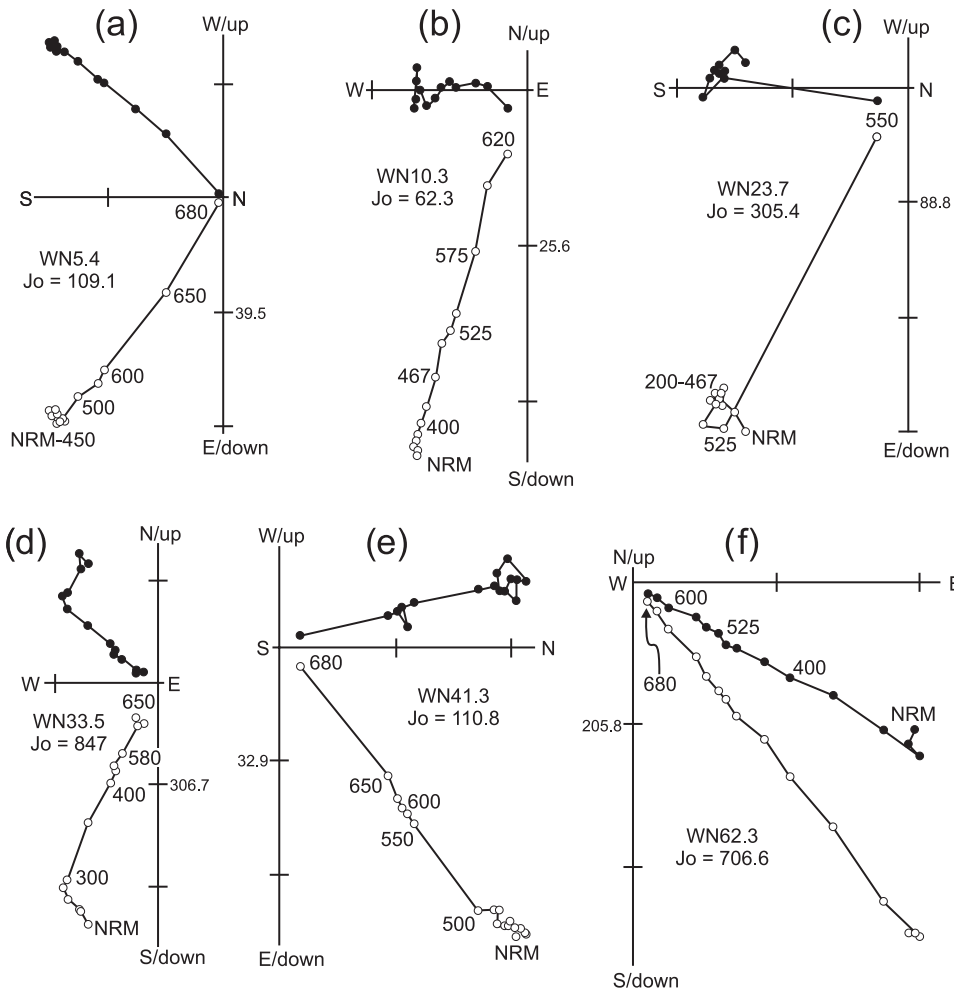 (a)
W/up
S
N
680
WN5.4
Jo = 109.1
650
39.5
600
500
NRM-450
E/down
(b)
N/up
W
E
620
WN10.3
Jo = 62.3
25.6
575
525
467
400
NRM
S/down
(c)
W/up
S
N
550
WN23.7
Jo = 305.4
88.8
200-467
525
NRM
E/down
(d)
N/up
W
E
650
WN33.5
Jo = 847
580
306.7
400
300
NRM
S/down
(e)
W/up
S
N
680
WN41.3
Jo = 110.8
32.9
650
600
550
500
NRM
E/down
(f)
N/up
W
E
600
525
400
680
NRM
205.8
WN62.3
Jo = 706.6
S/down